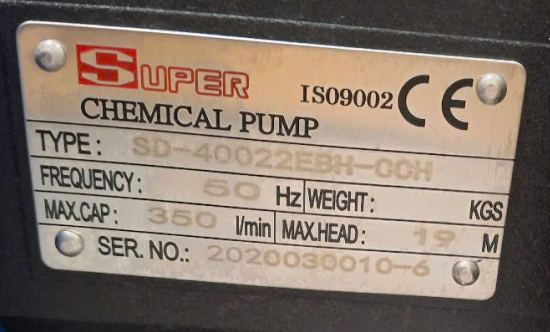 SUPER
ISO9002 CE
CHEMICAL PUMP
TYPE: SD-40022EBH-CCH
FREQUENCY: 50 Hz WEIGHT: KGS
MAX.CAP: 350 l/min MAX.HEAD: 19 M
SER. NO.: 2020030010-6